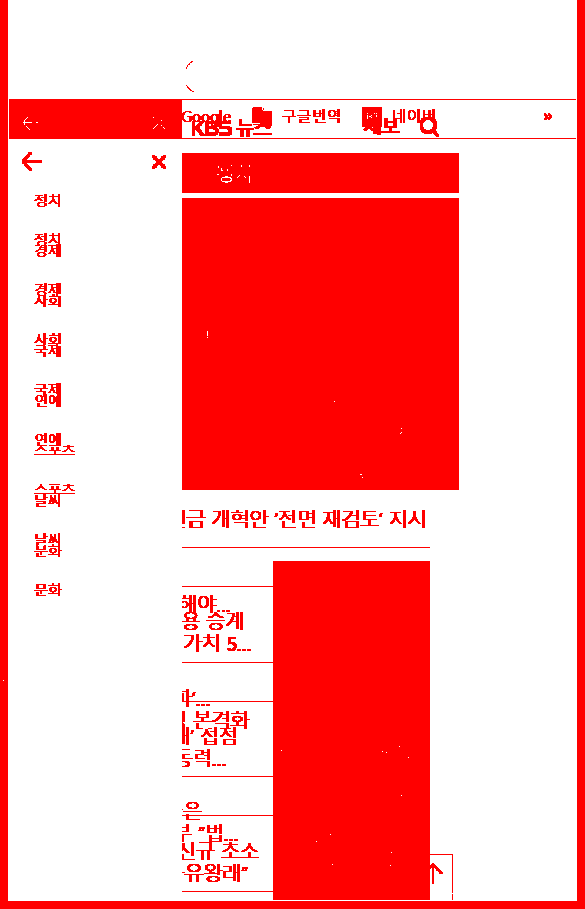 Google 구글번역 네이버 »
KBS 뉴스 제보
정치
정치
정치
경제
경제
사회
사회
국제
국제
연예
연예
스포츠
스포츠
날씨
날씨
문화
문화
개혁안 '전면 재검토' 지시
해야...
용 승계
가치 5...
본격화
접점
동력...
은
"법...
신규 초소
유왕래"